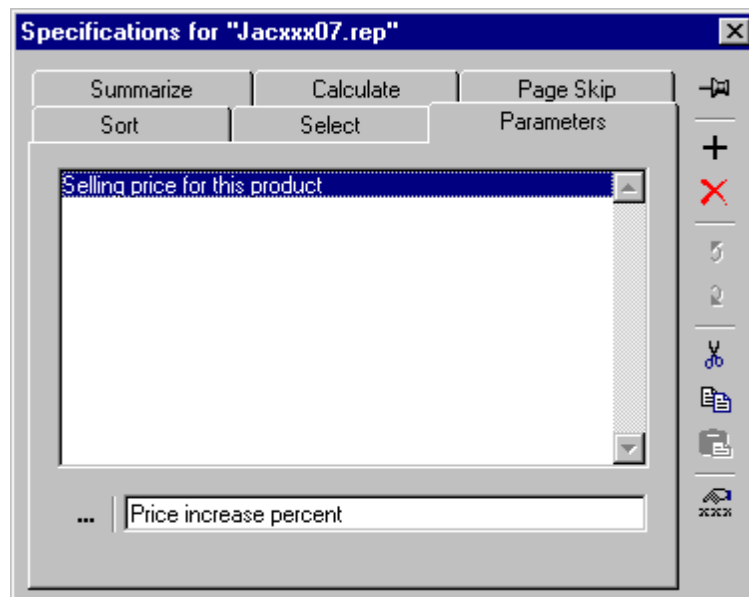 Specifications for "Jacxxx07.rep"
Summarize Calculate Page Skip
Sort Select Parameters
Selling price for this product
... Price increase percent
xxx